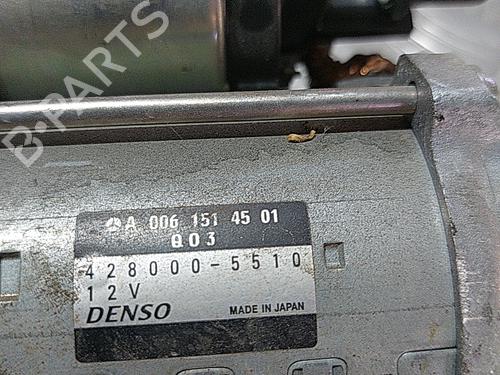 B-PARTS
A 006 151 45 01
Q03
428000-5510
12V
DENSO MADE IN JAPAN